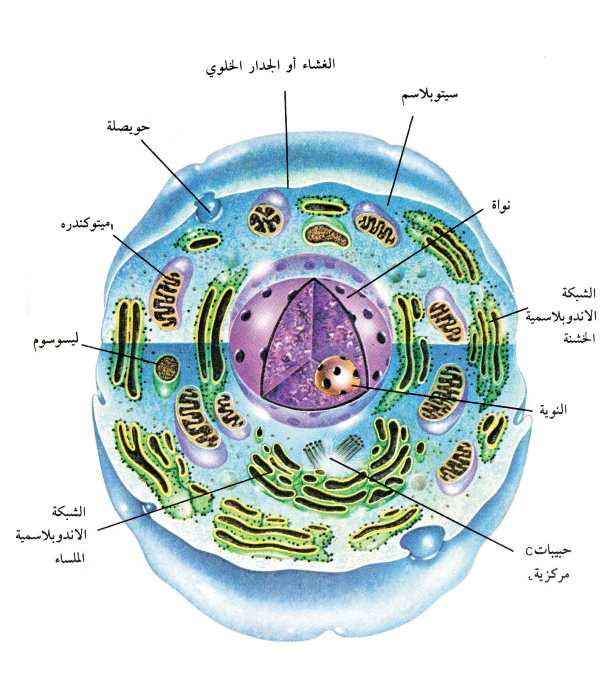 الغشاء أو الجدار الخلوي
سيتوبلاسم
حويصلة
نواة
ميتوكندره
الشبكة
الاندوبلاسمية
الخشنة
ليسوسوم
النوية
الشبكة
الاندوبلاسمية
الملساء
حبيبات C
مركزية